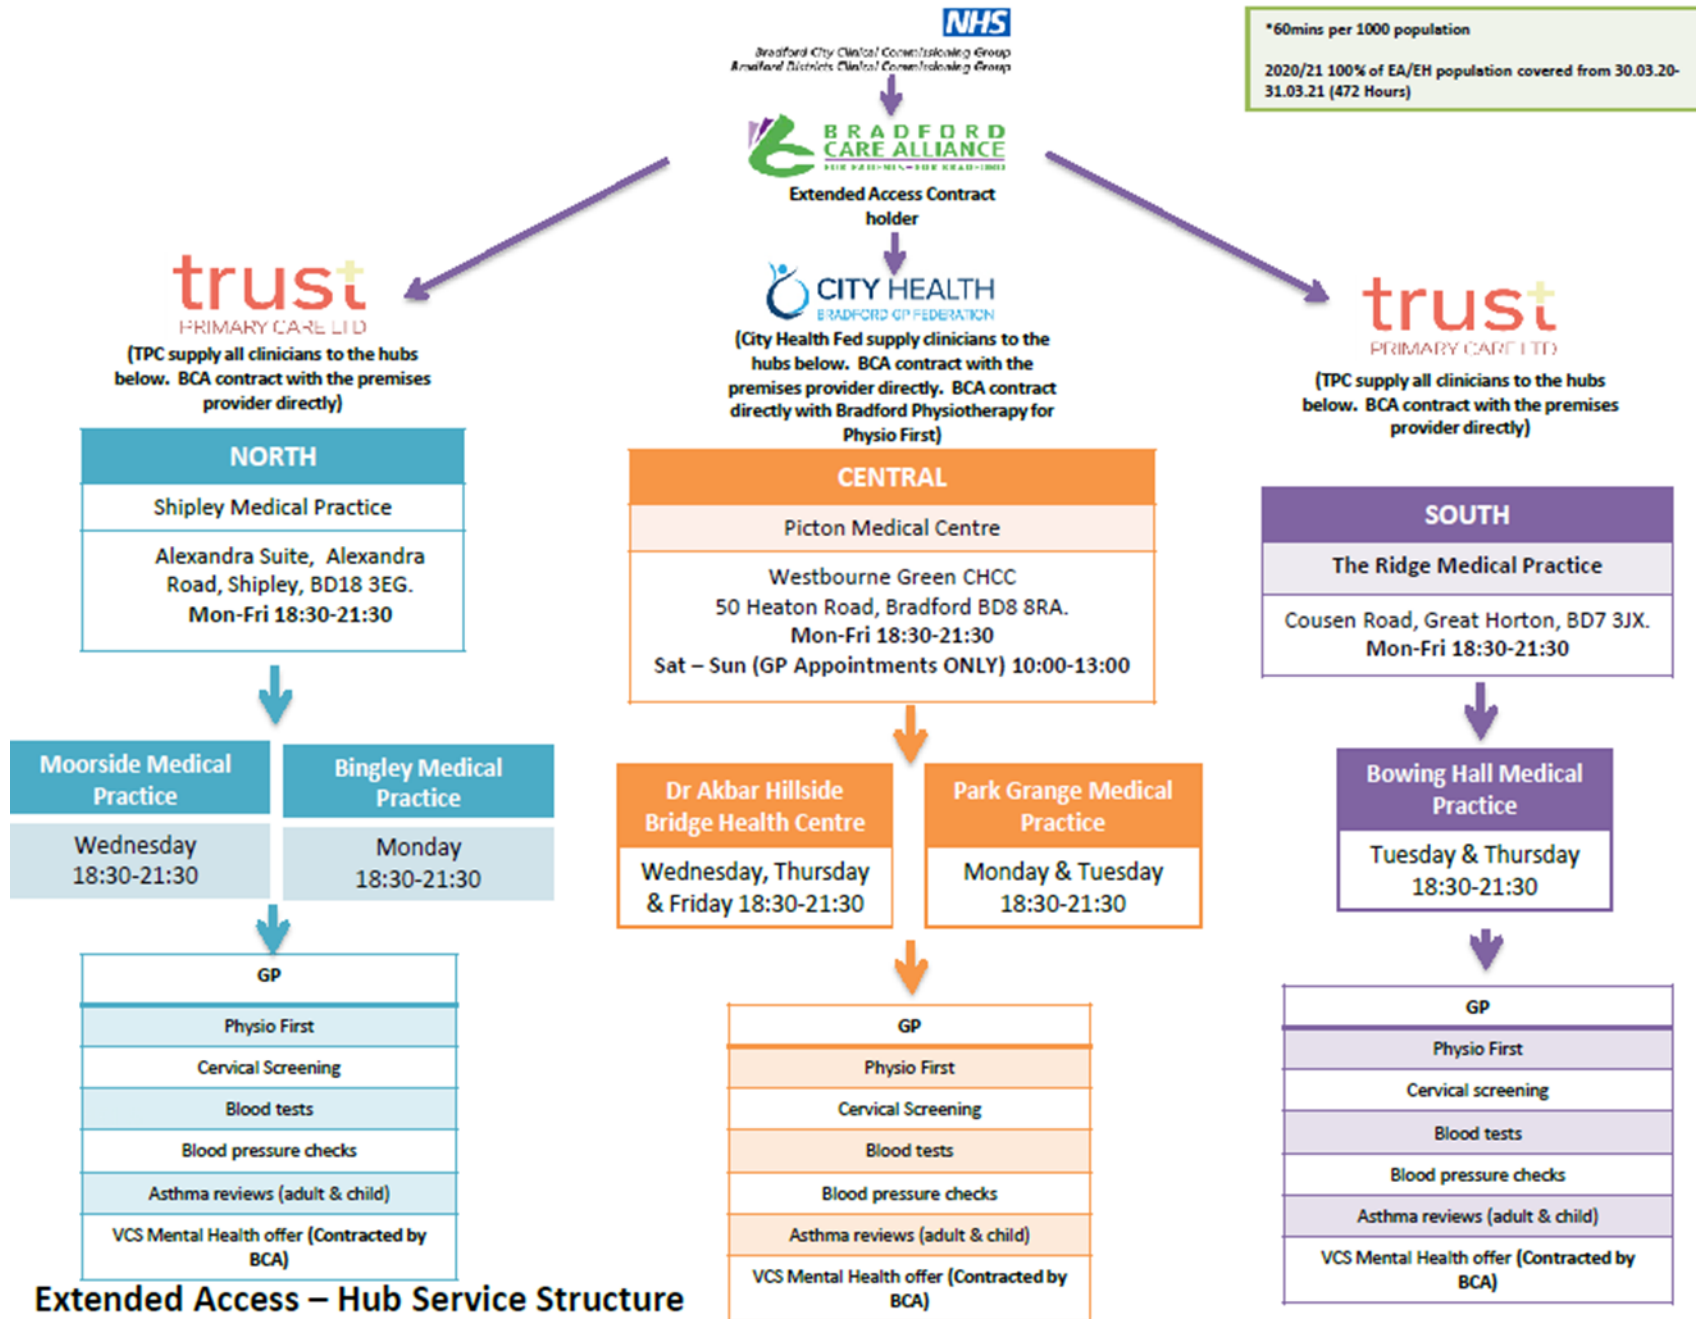 NHS
Bradford City Clinical Commissioning Group
Bradford Districts Clinical Commissioning Group
*60mins per 1000 population
2020/21 100% of EA/EH population covered from 30.03.20-
31.03.21 (472 Hours)
BRADFORD
CARE ALLIANCE
FOR PATIENTS–FOR BRADFORD
Extended Access Contract
holder
trust
PRIMARY CARE LTD
(TPC supply all clinicians to the hubs
below. BCA contract with the premises
provider directly)
CITY HEALTH
BRADFORD GP FEDERATION
(City Health Fed supply clinicians to the
hubs below. BCA contract with the
premises provider directly. BCA contract
directly with Bradford Physiotherapy for
Physio First)
trust
PRIMARY CARE LTD
(TPC supply all clinicians to the hubs
below. BCA contract with the premises
provider directly)
NORTH
Shipley Medical Practice
Alexandra Suite, Alexandra
Road, Shipley, BD18 3EG.
Mon-Fri 18:30-21:30
CENTRAL
Picton Medical Centre
Westbourne Green CHCC
50 Heaton Road, Bradford BD8 8RA.
Mon-Fri 18:30-21:30
Sat – Sun (GP Appointments ONLY) 10:00-13:00
SOUTH
The Ridge Medical Practice
Cousen Road, Great Horton, BD7 3JX.
Mon-Fri 18:30-21:30
Moorside Medical
Practice
Wednesday
18:30-21:30
Bingley Medical
Practice
Monday
18:30-21:30
Dr Akbar Hillside
Bridge Health Centre
Wednesday, Thursday
& Friday 18:30-21:30
Park Grange Medical
Practice
Monday & Tuesday
18:30-21:30
Bowing Hall Medical
Practice
Tuesday & Thursday
18:30-21:30
GP
Physio First
Cervical Screening
Blood tests
Blood pressure checks
Asthma reviews (adult & child)
VCS Mental Health offer (Contracted by
BCA)
GP
Physio First
Cervical Screening
Blood tests
Blood pressure checks
Asthma reviews (adult & child)
VCS Mental Health offer (Contracted by
BCA)
GP
Physio First
Cervical screening
Blood tests
Blood pressure checks
Asthma reviews (adult & child)
VCS Mental Health offer (Contracted by
BCA)
Extended Access – Hub Service Structure